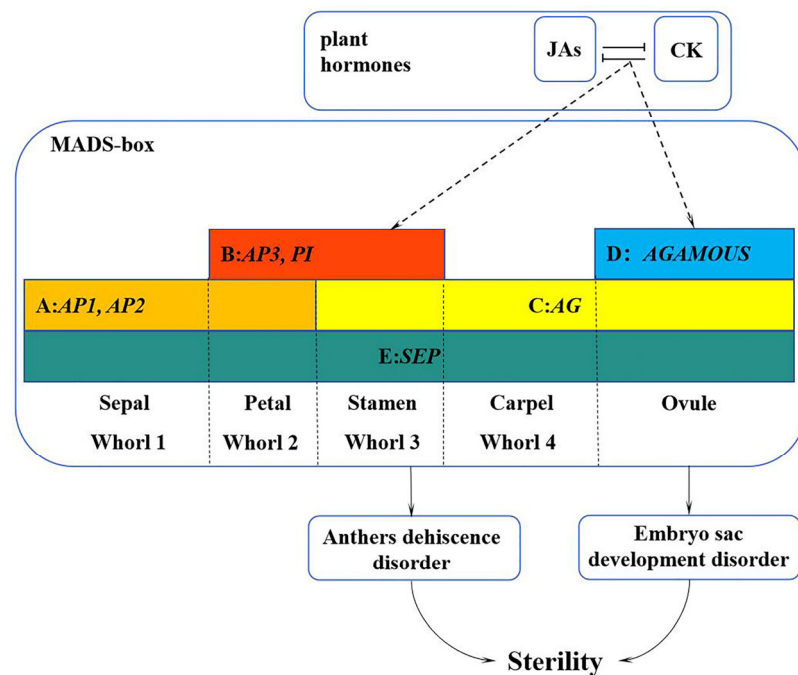 plant
hormones
JAs
CK
MADS-box
B:AP3, PI
D: AGAMOUS
A:AP1, AP2
C:AG
E:SEP
Sepal
Petal
Stamen
Carpel
Ovule
Whorl 1
Whorl 2
Whorl 3
Whorl 4
Anthers dehiscence
disorder
Embryo sac
development disorder
Sterility